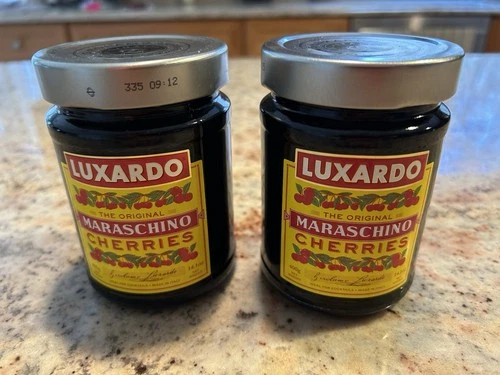 335 09:12
LUXARDO
THE ORIGINAL
MARASCHINO
CHERRIES
LUXARDO
THE ORIGINAL
MARASCHINO
CHERRIES